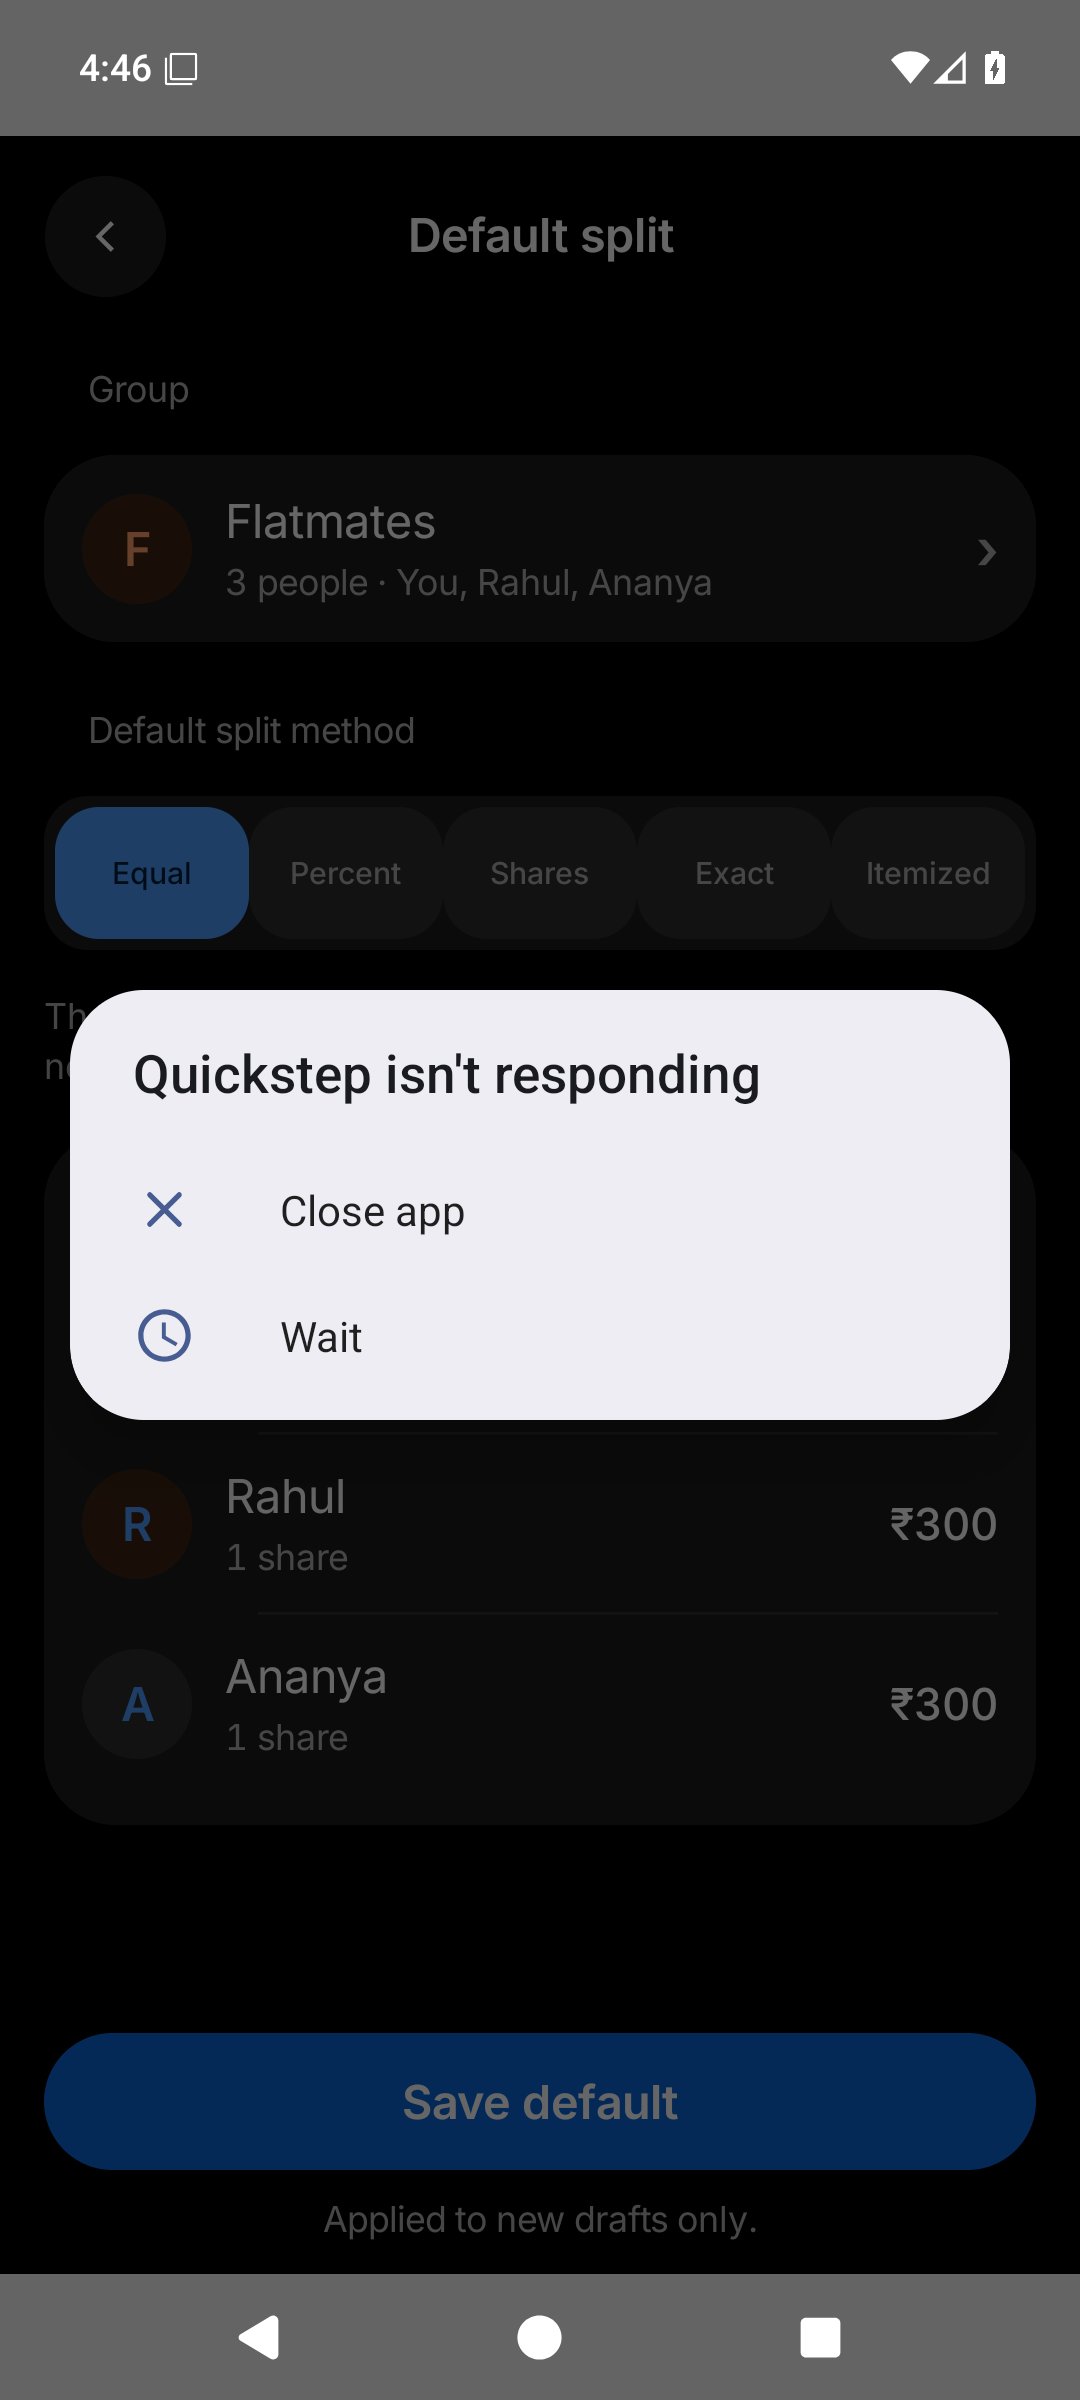 4:46
Default split
Group
F
Flatmates
3 people · You, Rahul, Ananya
Default split method
Equal Percent Shares Exact Itemized
Quickstep isn't responding
Close app
Wait
R
Rahul
1 share
₹300
A
Ananya
1 share
₹300
Save default
Applied to new drafts only.